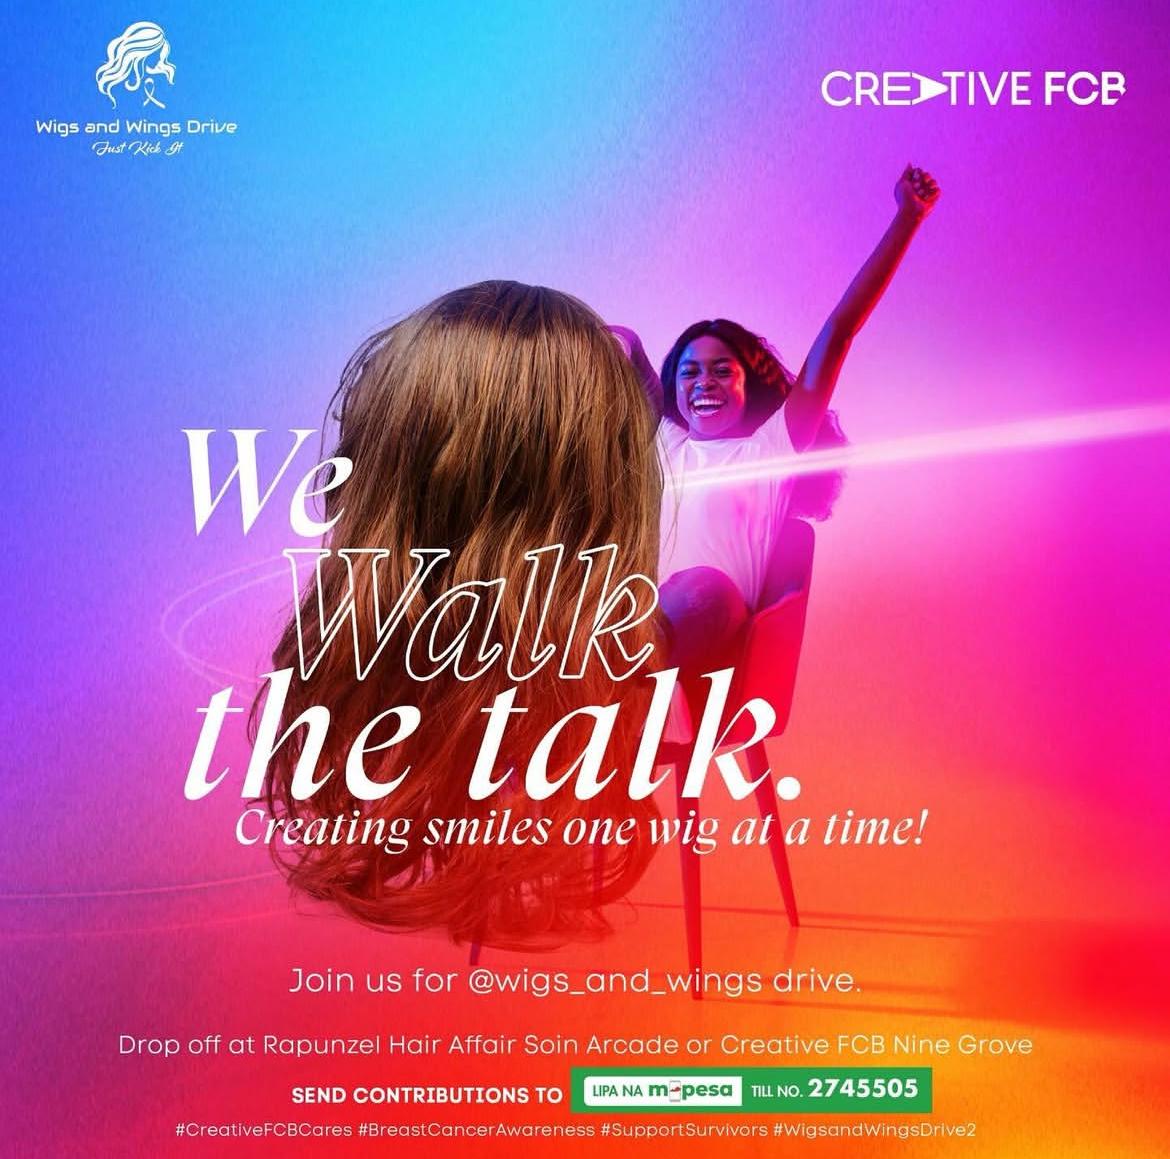 Wigs and Wings Drive
Just Kick It
CREATIVE FCB
We
Walk
the talk.
Creating smiles one wig at a time!
Join us for @wigs_and_wings drive.
Drop off at Rapunzel Hair Affair Soin Arcade or Creative FCB Nine Grove
SEND CONTRIBUTIONS TO LIPA NA m-pesa TILL NO. 2745505
#CreativeFCBCares #BreastCancerAwareness #SupportSurvivors #WigsandWingsDrive2